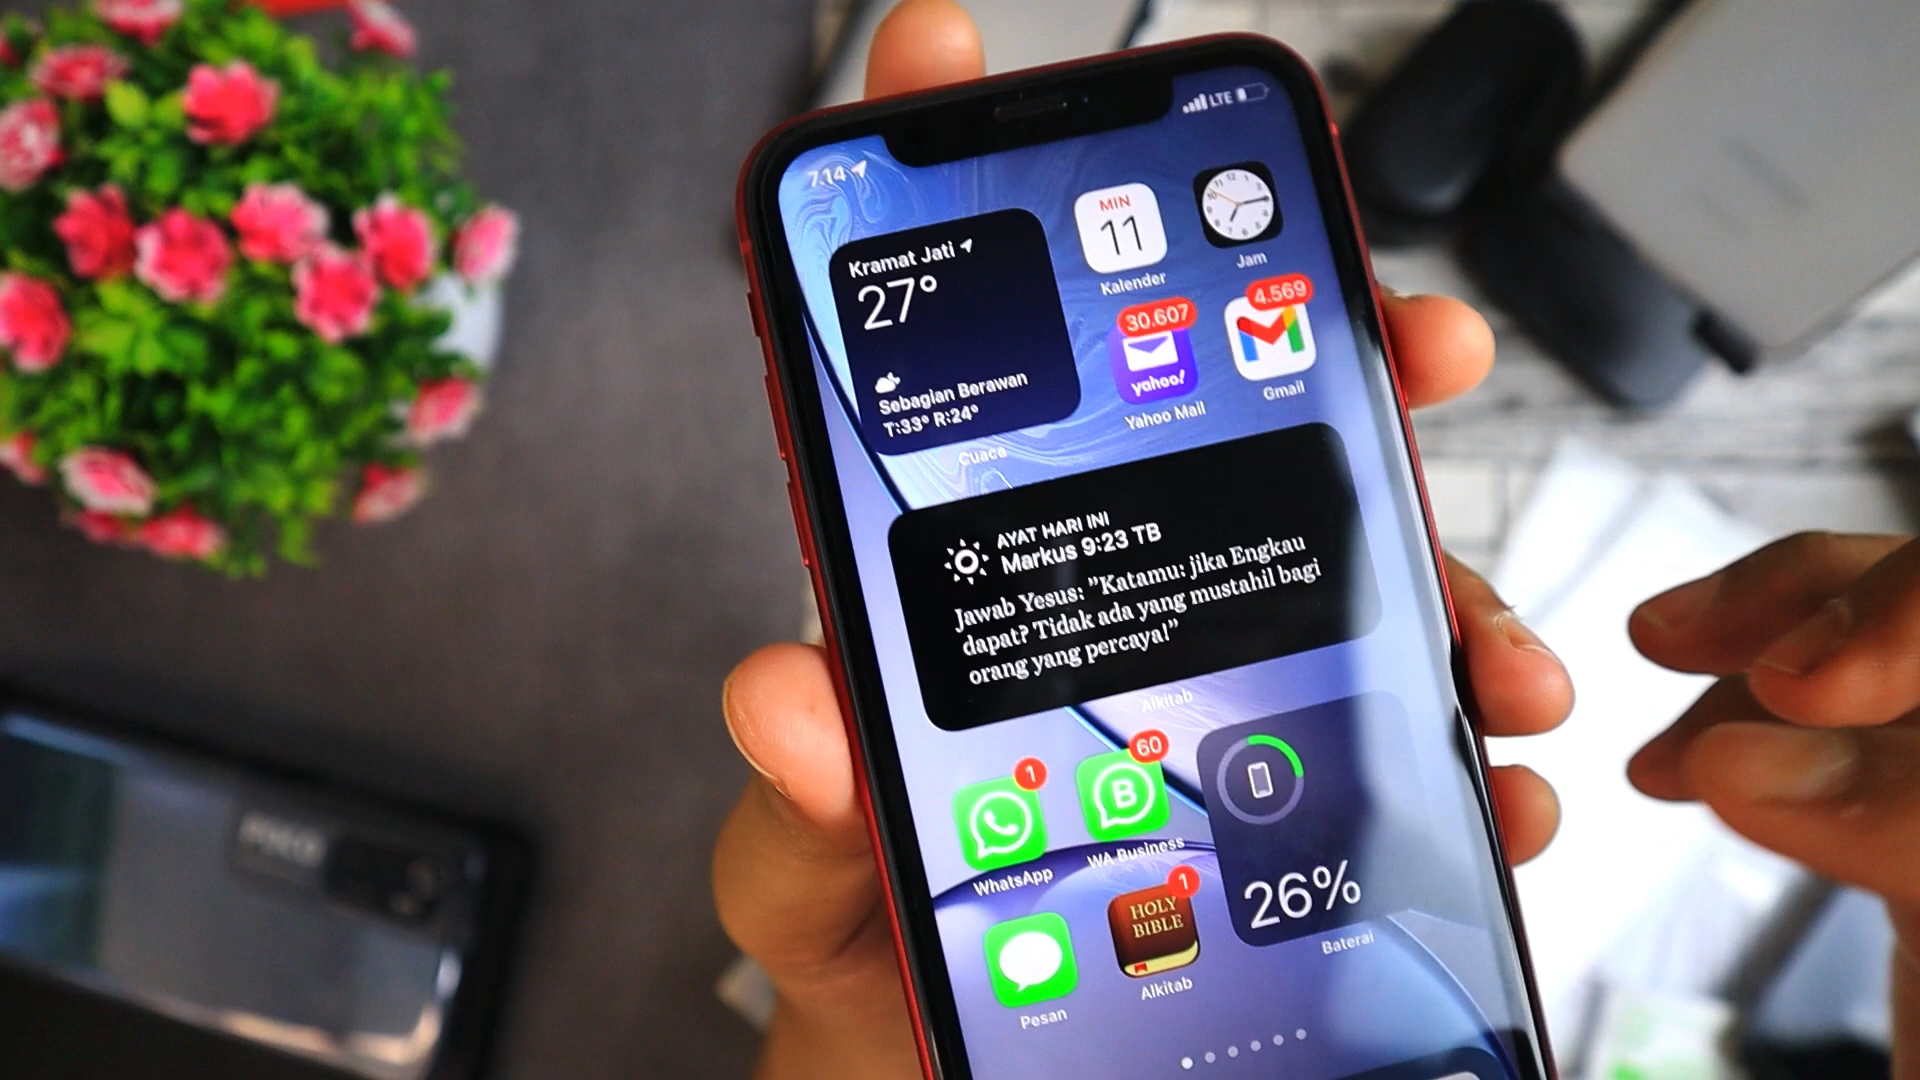 7.14
LTE
Kramat Jati
27°
Sebagian Berawan
T:33° R:24°
Cuaca
MIN
11
Kalender
Jam
30.607
yahoo!
Yahoo Mail
4.569
Gmail
AYAT HARI INI
Markus 9:23 TB
Jawab Yesus: "Katamu: jika Engkau
dapat? Tidak ada yang mustahil bagi
orang yang percaya!"
Alkitab
1
WhatsApp
60
B
WA Business
26%
Baterai
Pesan
1
HOLY
BIBLE
Alkitab
POCO